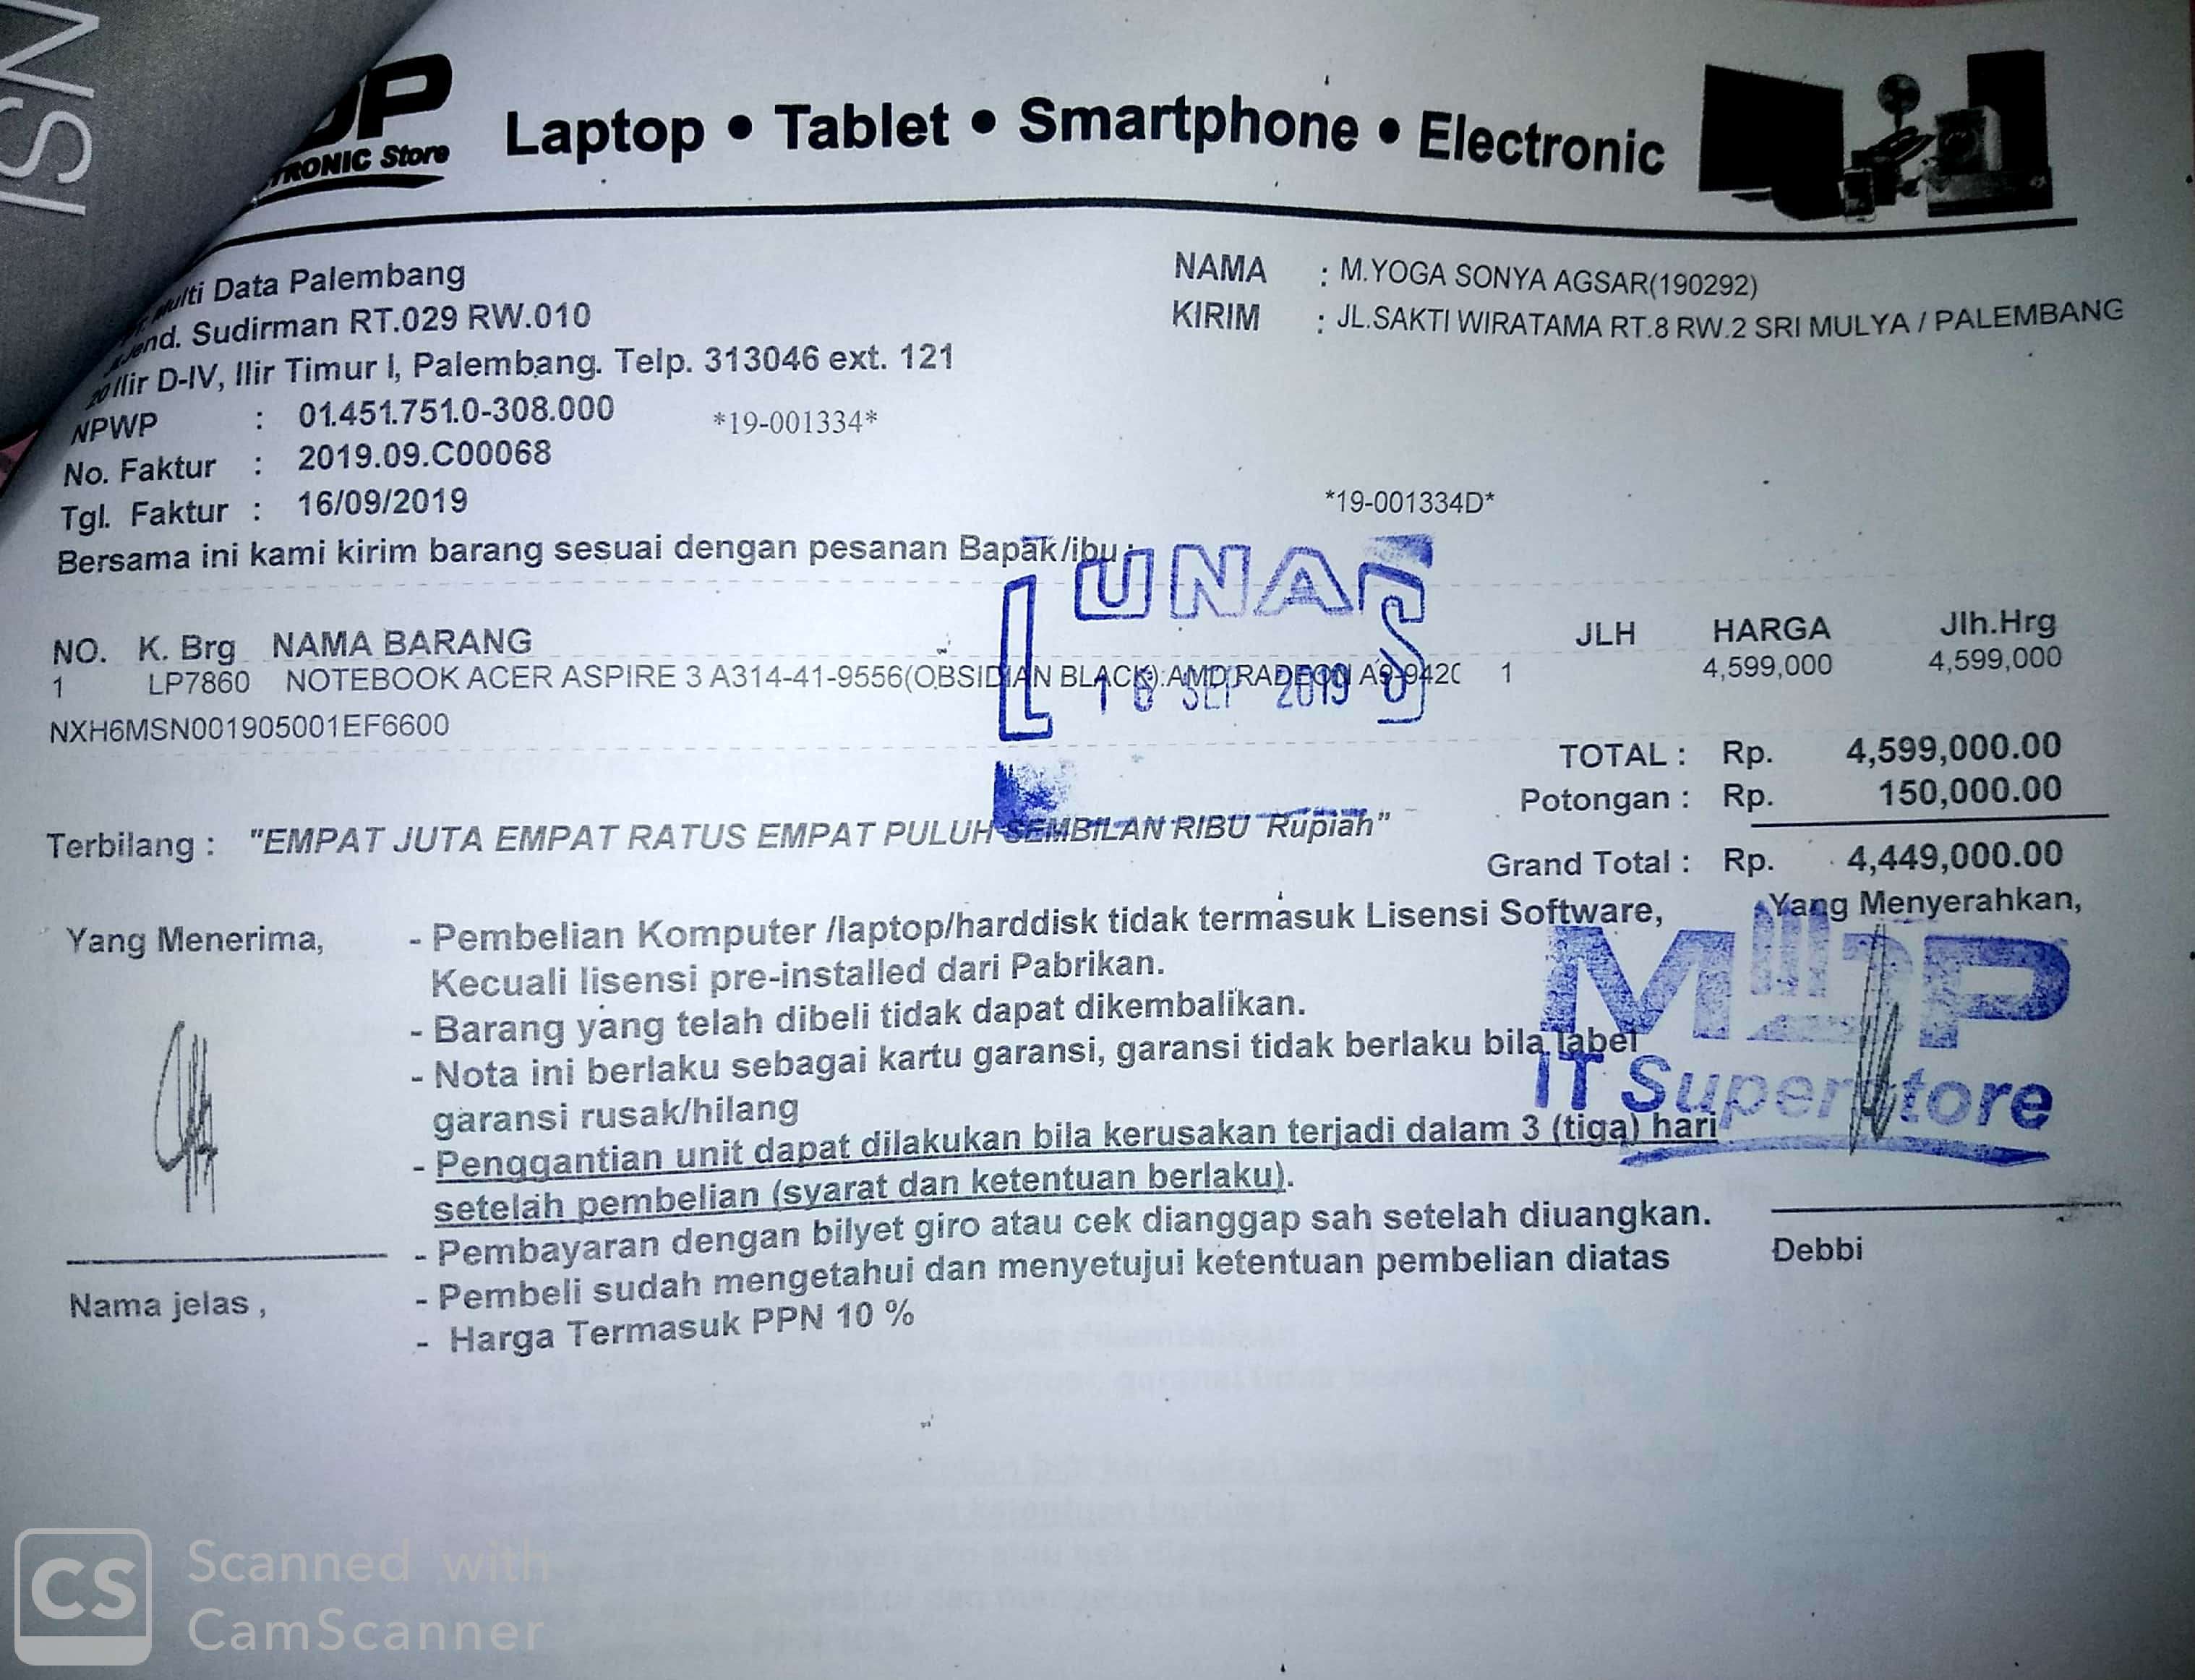 Laptop • Tablet • Smartphone • Electronic
Store
Data Palembang
Sudirman RT.029 RW.010
Ilir D-IV, Ilir Timur I, Palembang. Telp. 313046 ext. 121
NPWP : 01.451.751.0-308.000 *19-001334*
No. Faktur : 2019.09.C00068
Tgl. Faktur : 16/09/2019
NAMA : M.YOGA SONYA AGSAR(190292)
KIRIM : JL.SAKTI WIRATAMA RT.8 RW.2 SRI MULYA / PALEMBANG
*19-001334D*
Bersama ini kami kirim barang sesuai dengan pesanan Bapak/ibu :
LUNAS
SEP 2019
NO. K. Brg NAMA BARANG JLH HARGA Jlh.Hrg
1 LP7860 NOTEBOOK ACER ASPIRE 3 A314-41-9556(OBSIDIAN BLACK):AMD RADEON A9-942 1 4,599,000 4,599,000
NXH6MSN001905001EF6600
TOTAL : Rp. 4,599,000.00
Potongan : Rp. 150,000.00
Terbilang : "EMPAT JUTA EMPAT RATUS EMPAT PULUH SEMBILAN RIBU Rupiah"
Grand Total : Rp. 4,449,000.00
Yang Menerima,
Nama jelas ,
- Pembelian Komputer /laptop/harddisk tidak termasuk Lisensi Software,
Kecuali lisensi pre-installed dari Pabrikan.
- Barang yang telah dibeli tidak dapat dikembalikan.
- Nota ini berlaku sebagai kartu garansi, garansi tidak berlaku bila label
garansi rusak/hilang
- Penggantian unit dapat dilakukan bila kerusakan terjadi dalam 3 (tiga) hari
setelah pembelian (syarat dan ketentuan berlaku).
- Pembayaran dengan bilyet giro atau cek dianggap sah setelah diuangkan.
- Pembeli sudah mengetahui dan menyetujui ketentuan pembelian diatas
- Harga Termasuk PPN 10 %
Yang Menyerahkan,
MDP
IT Superstore
Debbi
CS Scanned with
CamScanner